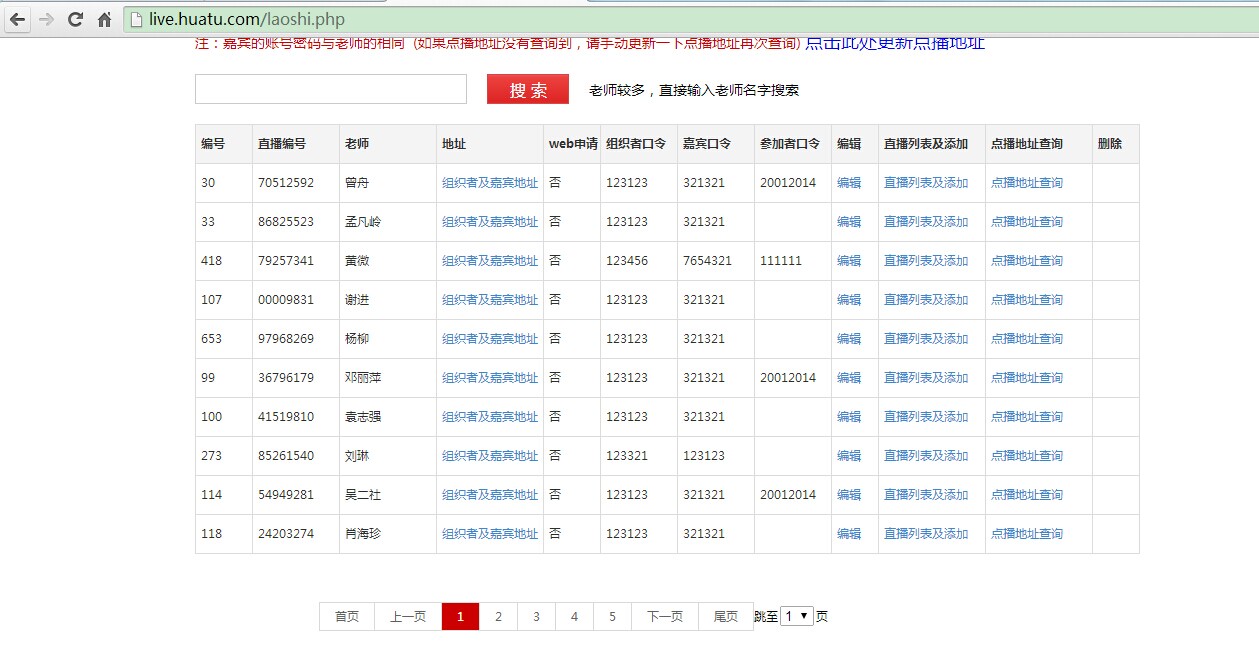 live.huatu.com/laoshi.php
注：嘉宾的账号密码与老师的相同 (如果点播地址没有查询到，请手动更新一下点播地址再次查询) 点击此处更新点播地址
搜 索 老师较多，直接输入老师名字搜索
编号 直播编号 老师 地址 web申请 组织者口令 嘉宾口令 参加者口令 编辑 直播列表及添加 点播地址查询 删除
30 70512592 曾舟 组织者及嘉宾地址 否 123123 321321 20012014 编辑 直播列表及添加 点播地址查询
33 86825523 孟凡岭 组织者及嘉宾地址 否 123123 321321 编辑 直播列表及添加 点播地址查询
418 79257341 黄微 组织者及嘉宾地址 否 123456 7654321 111111 编辑 直播列表及添加 点播地址查询
107 00009831 谢进 组织者及嘉宾地址 否 123123 321321 编辑 直播列表及添加 点播地址查询
653 97968269 杨柳 组织者及嘉宾地址 否 123123 321321 编辑 直播列表及添加 点播地址查询
99 36796179 邓丽萍 组织者及嘉宾地址 否 123123 321321 20012014 编辑 直播列表及添加 点播地址查询
100 41519810 袁志强 组织者及嘉宾地址 否 123123 321321 编辑 直播列表及添加 点播地址查询
273 85261540 刘琳 组织者及嘉宾地址 否 123321 123123 编辑 直播列表及添加 点播地址查询
114 54949281 吴二社 组织者及嘉宾地址 否 123123 321321 20012014 编辑 直播列表及添加 点播地址查询
118 24203274 肖海珍 组织者及嘉宾地址 否 123123 321321 编辑 直播列表及添加 点播地址查询
首页 上一页 1 2 3 4 5 下一页 尾页 跳至 1 页